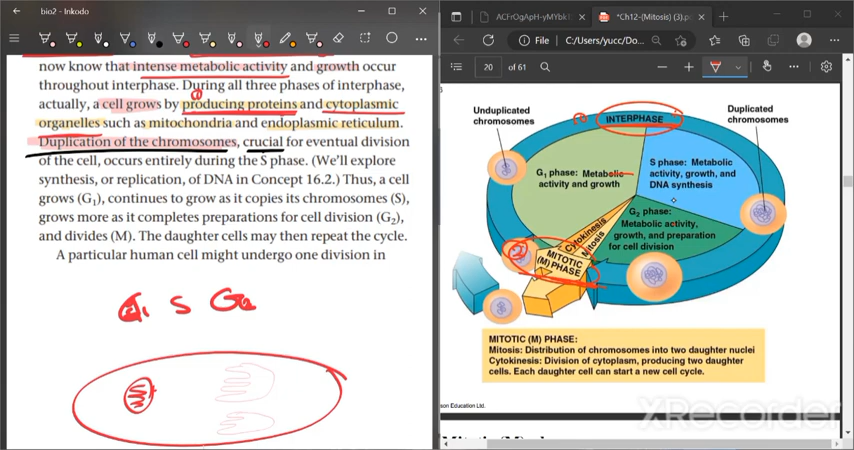 bio2 - Inkodo
now know that intense metabolic activity and growth occur
throughout interphase. During all three phases of interphase,
actually, a cell grows by producing proteins and cytoplasmic
organelles such as mitochondria and endoplasmic reticulum.
Duplication of the chromosomes, crucial for eventual division
of the cell, occurs entirely during the S phase. (We'll explore
synthesis, or replication, of DNA in Concept 16.2.) Thus, a cell
grows (G1), continues to grow as it copies its chromosomes (S),
grows more as it completes preparations for cell division (G2),
and divides (M). The daughter cells may then repeat the cycle.
A particular human cell might undergo one division in
G1 S G2
ACFrOgApH-yMYbkI
*Ch12-(Mitosis) (3).pdf
File
C:/Users/yucc/Do...
20 of 61
Unduplicated
chromosomes
Duplicated
chromosomes
1
INTERPHASE
G1 phase: Metabolic
activity and growth
S phase: Metabolic
activity, growth, and
DNA synthesis
G2 phase:
Metabolic activity,
growth, and preparation
for cell division
Cytokinesis
Mitosis
2
MITOTIC
(M) PHASE
MITOTIC (M) PHASE:
Mitosis: Distribution of chromosomes into two daughter nuclei
Cytokinesis: Division of cytoplasm, producing two daughter
cells. Each daughter cell can start a new cell cycle.
son Education Ltd.
XRecorder